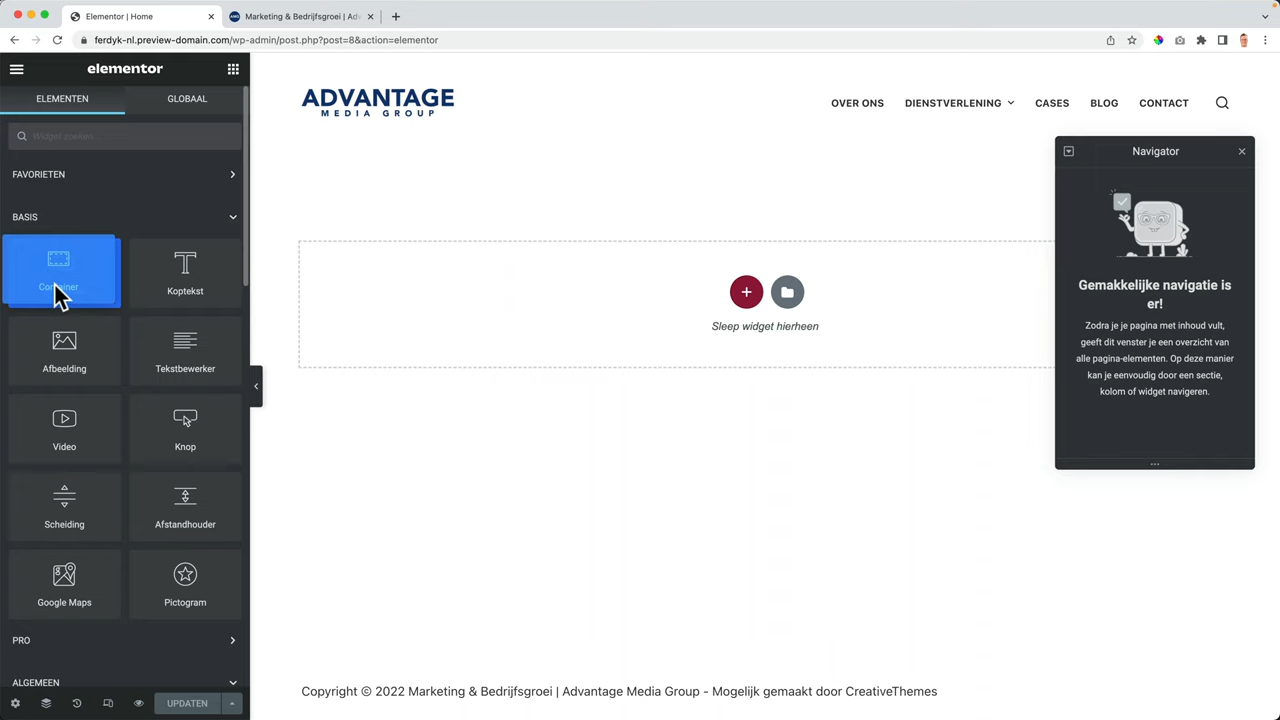 Elementor | Home
Marketing & Bedrijfsgroei | Ad
ferdyk-nl.preview-domain.com/wp-admin/post.php?post=8&action=elementor
elementor
ELEMENTEN
GLOBAAL
Widget zoeken...
FAVORIETEN
BASIS
Container
Koptekst
Afbeelding
Tekstbewerker
Video
Knop
Scheiding
Afstandhouder
Google Maps
Pictogram
PRO
ALGEMEEN
UPDATEN
ADVANTAGE
MEDIA GROUP
OVER ONS
DIENSTVERLENING
CASES
BLOG
CONTACT
Sleep widget hierheen
Navigator
Gemakkelijke navigatie is
er!
Zodra je je pagina met inhoud vult,
geeft dit venster je een overzicht van
alle pagina-elementen. Op deze manier
kan je eenvoudig door een sectie,
kolom of widget navigeren.
Copyright © 2022 Marketing & Bedrijfsgroei | Advantage Media Group - Mogelijk gemaakt door CreativeThemes